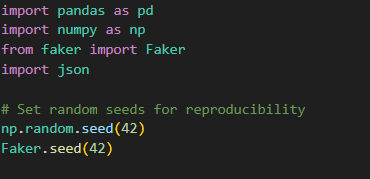 import pandas as pd
import numpy as np
from faker import Faker
import json
# Set random seeds for reproducibility
np.random.seed(42)
Faker.seed(42)